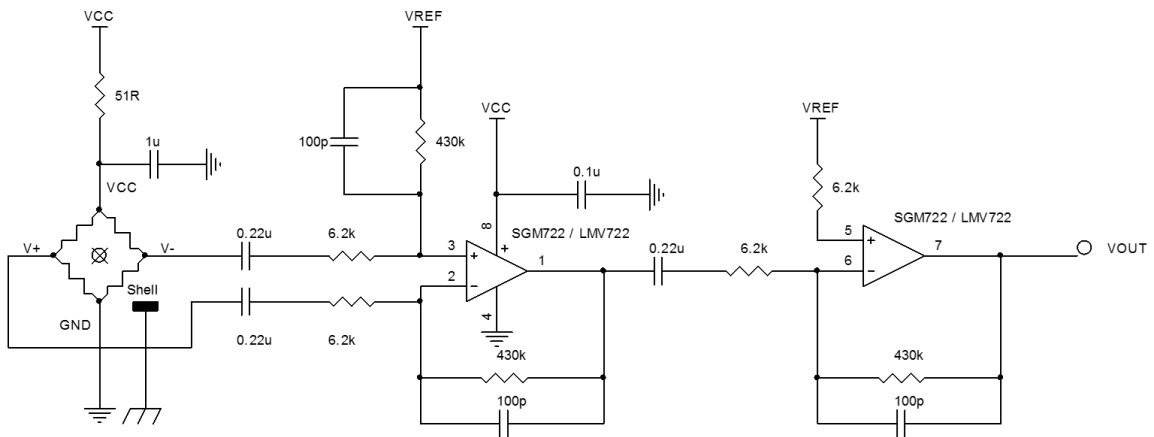 VCC
VREF
51R
1u
VCC
V+
V-
Shell
GND
0.22u
6.2k
0.22u
6.2k
100p
430k
VCC
0.1u
8
SGM722 / LMV722
3
+
+
2
−
1
4
430k
100p
0.22u
6.2k
VREF
6.2k
SGM722 / LMV722
5
+
6
−
7
VOUT
430k
100p